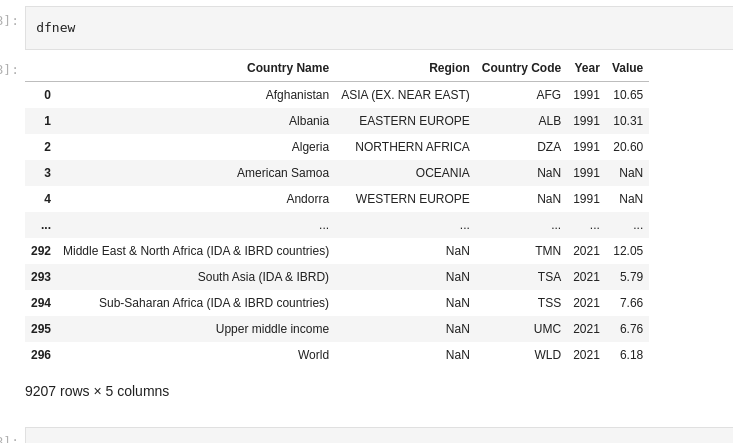 3]:
dfnew
3]:
Country Name Region Country Code Year Value
0 Afghanistan ASIA (EX. NEAR EAST) AFG 1991 10.65
1 Albania EASTERN EUROPE ALB 1991 10.31
2 Algeria NORTHERN AFRICA DZA 1991 20.60
3 American Samoa OCEANIA NaN 1991 NaN
4 Andorra WESTERN EUROPE NaN 1991 NaN
... ... ... ... ... ...
292 Middle East & North Africa (IDA & IBRD countries) NaN TMN 2021 12.05
293 South Asia (IDA & IBRD) NaN TSA 2021 5.79
294 Sub-Saharan Africa (IDA & IBRD countries) NaN TSS 2021 7.66
295 Upper middle income NaN UMC 2021 6.76
296 World NaN WLD 2021 6.18
9207 rows × 5 columns